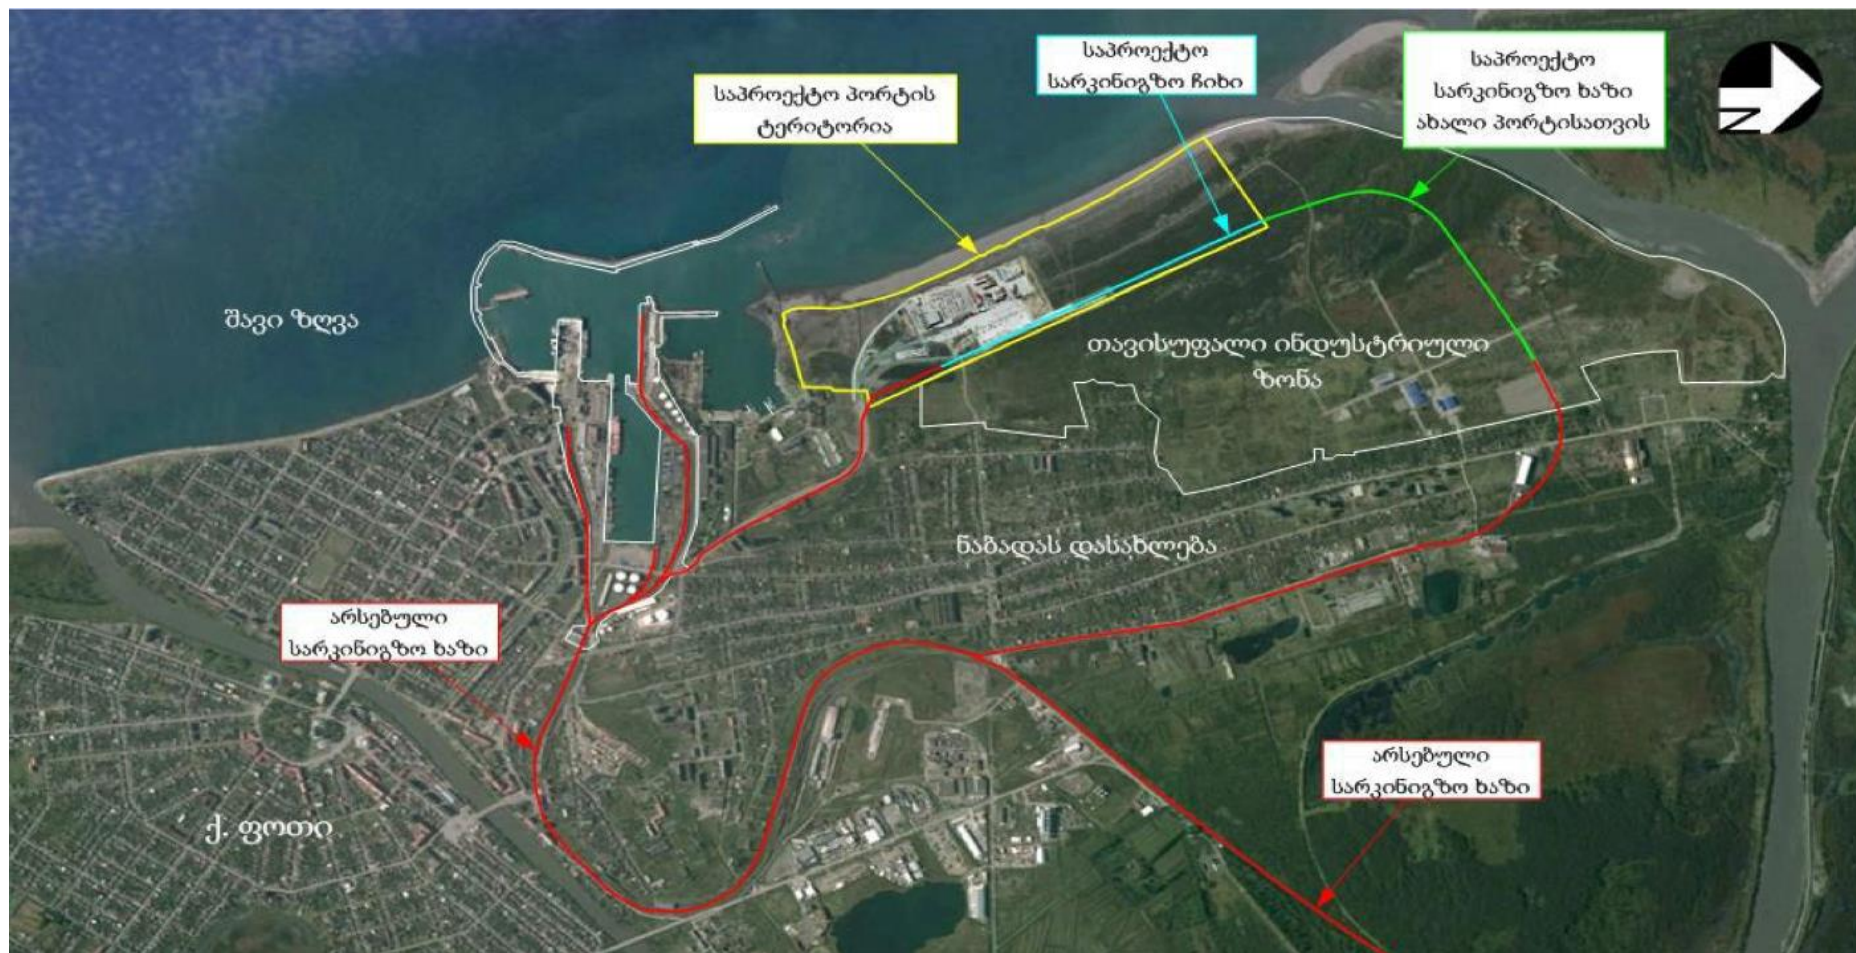 საპროექტო
სარკინიგზო ჩიხი
საპროექტო
სარკინიგზო ხაზი
ახალი პორტისათვის
საპროექტო პორტის
ტერიტორია
N
შავი ზღვა
თავისუფალი ინდუსტრიული
ზონა
ნაბადას დასახლება
არსებული
სარკინიგზო ხაზი
არსებული
სარკინიგზო ხაზი
ქ. ფოთი